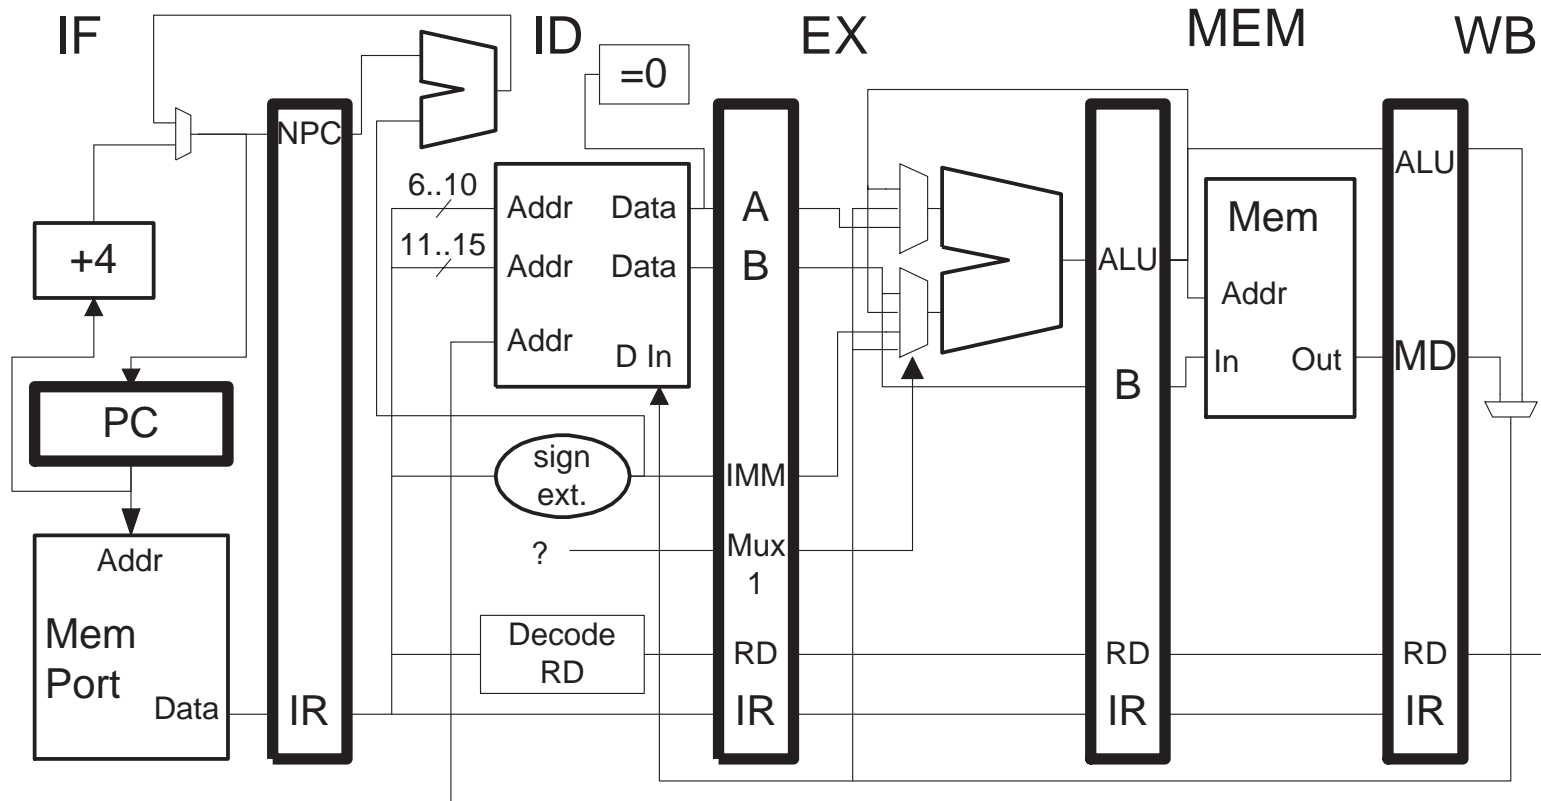 IF
ID
EX
MEM
WB
=0
NPC
+4
PC
Addr
Mem
Port
Data
IR
6..10
11..15
Addr
Data
Addr
Data
Addr
D In
sign
ext.
?
Decode
RD
A
B
IMM
Mux
1
RD
IR
ALU
B
RD
IR
Mem
Addr
In
Out
ALU
MD
RD
IR